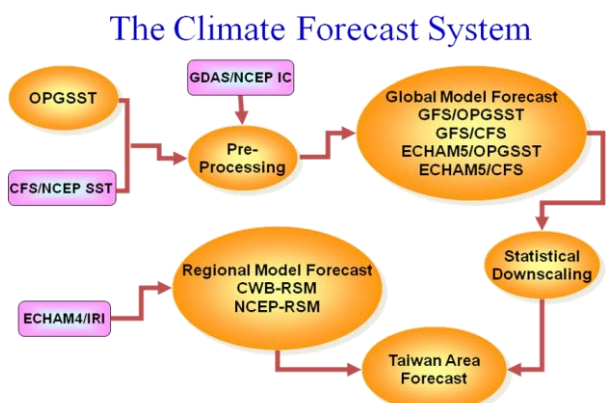 The Climate Forecast System
GDAS/NCEP IC
OPGSST
Pre-
Processing
CFS/NCEP SST
Global Model Forecast
GFS/OPGSST
GFS/CFS
ECHAM5/OPGSST
ECHAM5/CFS
Statistical
Downscaling
Regional Model Forecast
CWB-RSM
NCEP-RSM
ECHAM4/IRI
Taiwan Area
Forecast